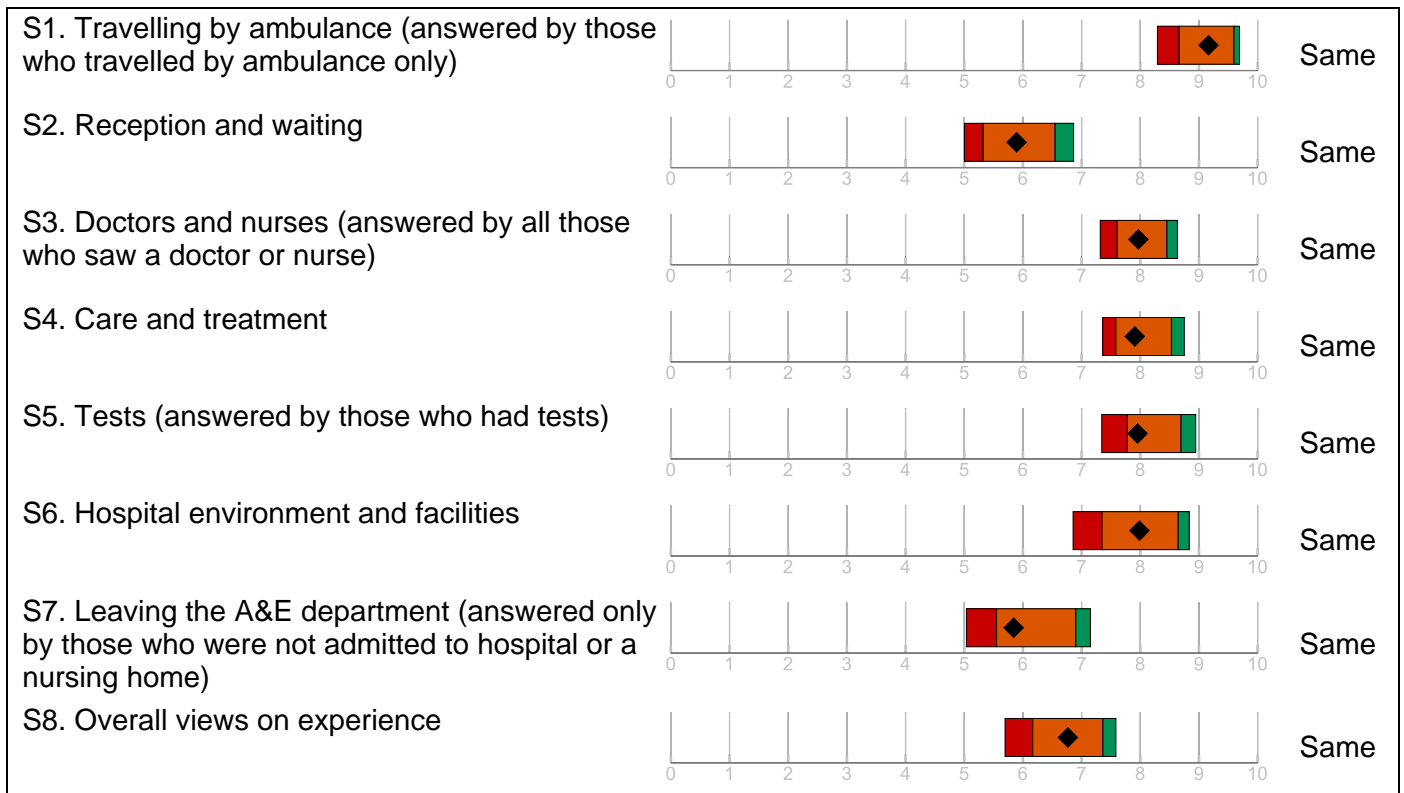 S1. Travelling by ambulance (answered by those
who travelled by ambulance only)
Same
0 1 2 3 4 5 6 7 8 9 10
S2. Reception and waiting
Same
0 1 2 3 4 5 6 7 8 9 10
S3. Doctors and nurses (answered by all those
who saw a doctor or nurse)
Same
0 1 2 3 4 5 6 7 8 9 10
S4. Care and treatment
Same
0 1 2 3 4 5 6 7 8 9 10
S5. Tests (answered by those who had tests)
Same
0 1 2 3 4 5 6 7 8 9 10
S6. Hospital environment and facilities
Same
0 1 2 3 4 5 6 7 8 9 10
S7. Leaving the A&E department (answered only
by those who were not admitted to hospital or a
nursing home)
Same
0 1 2 3 4 5 6 7 8 9 10
S8. Overall views on experience
Same
0 1 2 3 4 5 6 7 8 9 10